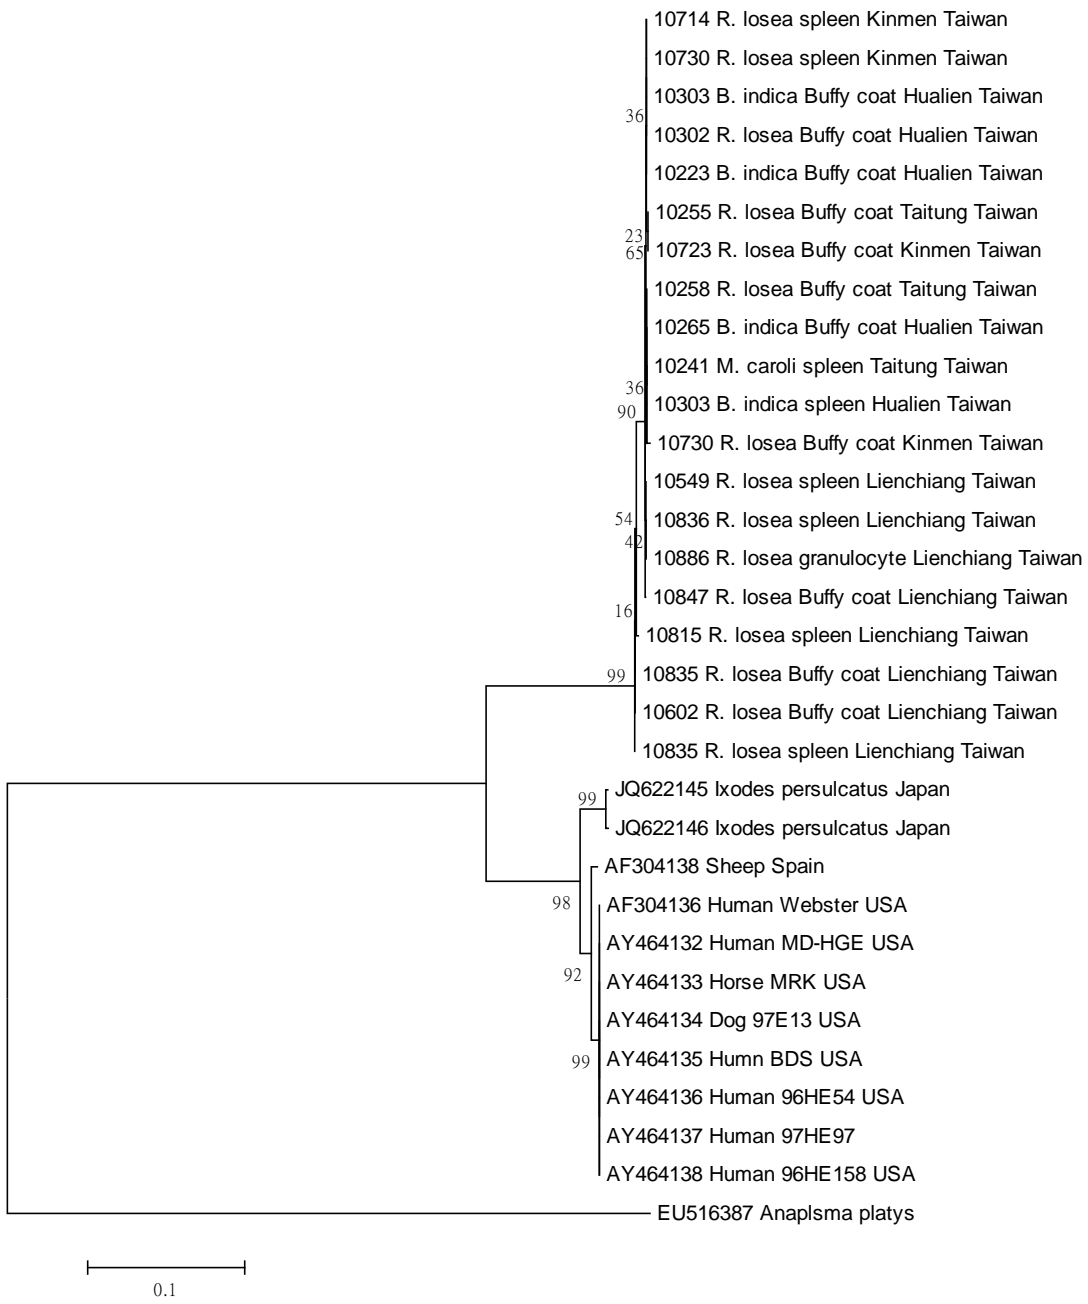 10714 R. losea spleen Kinmen Taiwan
10730 R. losea spleen Kinmen Taiwan
10303 B. indica Buffy coat Hualien Taiwan
36
10302 R. losea Buffy coat Hualien Taiwan
10223 B. indica Buffy coat Hualien Taiwan
10255 R. losea Buffy coat Taitung Taiwan
23
10723 R. losea Buffy coat Kinmen Taiwan
65
10258 R. losea Buffy coat Taitung Taiwan
10265 B. indica Buffy coat Hualien Taiwan
10241 M. caroli spleen Taitung Taiwan
36
10303 B. indica spleen Hualien Taiwan
90
10730 R. losea Buffy coat Kinmen Taiwan
10549 R. losea spleen Lienchiang Taiwan
54
10836 R. losea spleen Lienchiang Taiwan
42
10886 R. losea granulocyte Lienchiang Taiwan
10847 R. losea Buffy coat Lienchiang Taiwan
16
10815 R. losea spleen Lienchiang Taiwan
99
10835 R. losea Buffy coat Lienchiang Taiwan
10602 R. losea Buffy coat Lienchiang Taiwan
10835 R. losea spleen Lienchiang Taiwan
JQ622145 Ixodes persulcatus Japan
99
JQ622146 Ixodes persulcatus Japan
AF304138 Sheep Spain
98
AF304136 Human Webster USA
AY464132 Human MD-HGE USA
92
AY464133 Horse MRK USA
AY464134 Dog 97E13 USA
99
AY464135 Humn BDS USA
AY464136 Human 96HE54 USA
AY464137 Human 97HE97
AY464138 Human 96HE158 USA
EU516387 Anaplsma platys
0.1